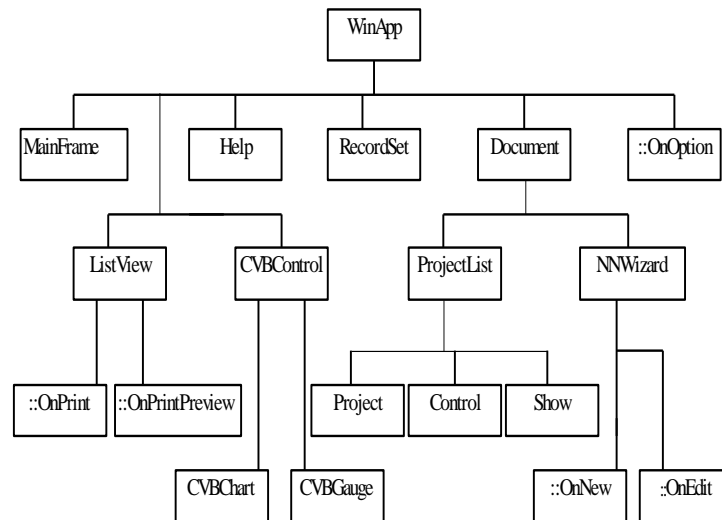 WinApp
MainFrame
Help
RecordSet
Document
::OnOption
ListView
CVBControl
ProjectList
NNWizard
::OnPrint
::OnPrintPreview
Project
Control
Show
CVBChart
CVBGauge
::OnNew
::OnEdit